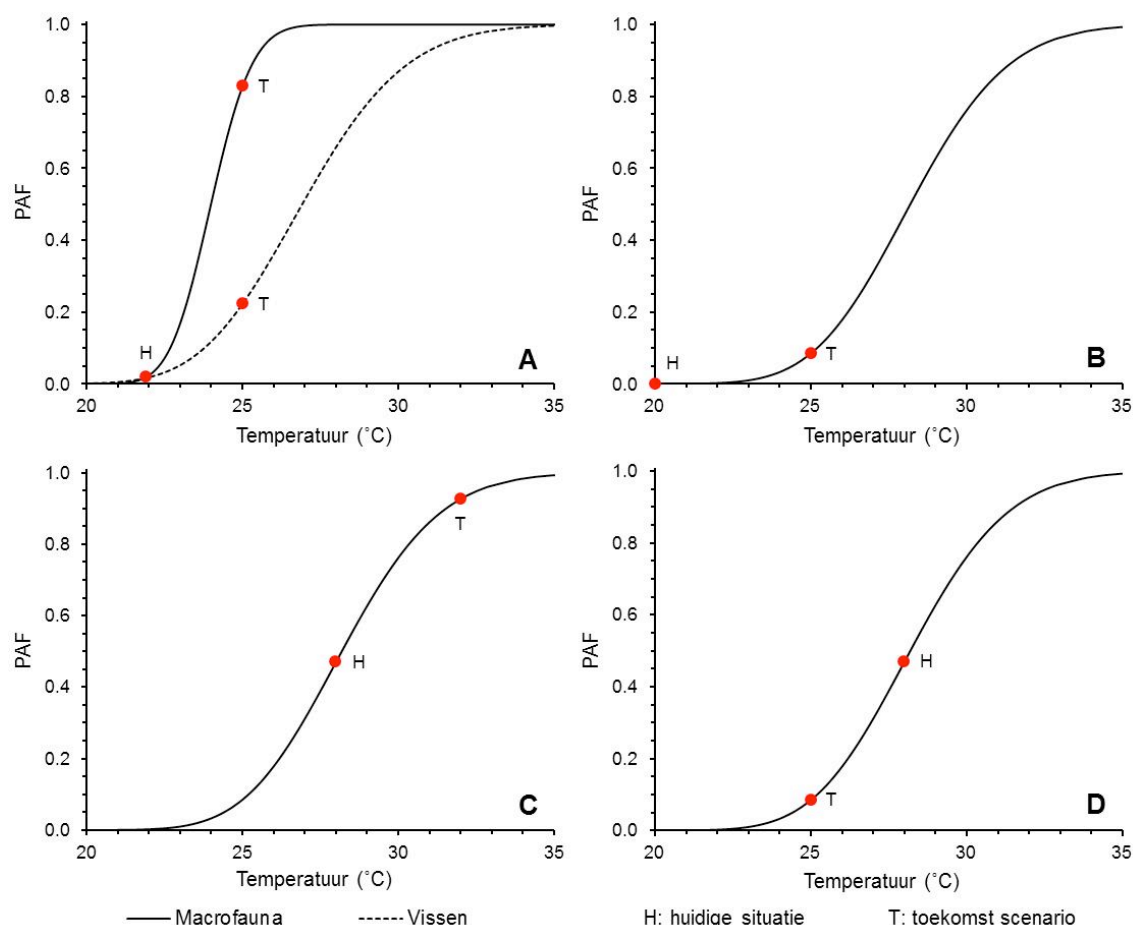 1.0
0.8
0.6
0.4
0.2
0.0
PAF
T
T
H
A
20 25 30 35
Temperatuur (˚C)
1.0
0.8
0.6
0.4
0.2
0.0
PAF
H
T
B
20 25 30 35
Temperatuur (˚C)
1.0
0.8
0.6
0.4
0.2
0.0
PAF
T
H
C
20 25 30 35
Temperatuur (˚C)
1.0
0.8
0.6
0.4
0.2
0.0
PAF
H
T
D
20 25 30 35
Temperatuur (˚C)
Macrofauna Vissen H: huidige situatie T: toekomst scenario